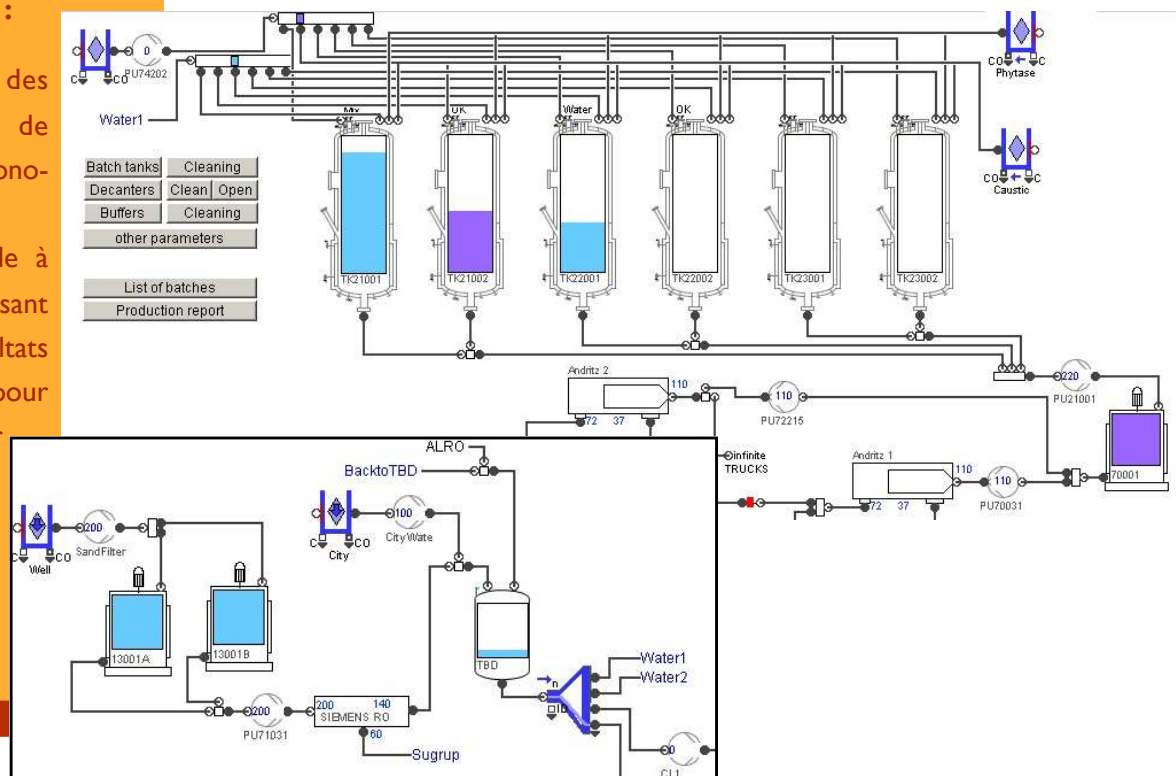 :
des
de
ono-
le à
sant
ltats
pour
0
C CO
PU74202
Water1
Batch tanks Cleaning
Decanters Clean Open
Buffers Cleaning
other parameters
List of batches
Production report
Mix
OK
Water
OK
TK21001
TK21002
TK22001
TK22002
TK23001
TK23002
CO C
Phytase
CO C
Caustic
220
PU21001
70001
Andritz 2
110
72 37
110
PU72215
infinite
TRUCKS
Andritz 1
110
72 37
110
PU70031
ALRO
BacktoTBD
C CO
Well
200
SandFilter
C CO
City
100
CityWate
13001A
13001B
200
PU71031
200 140
SIEMENS RO
60
Sugrup
TBD
n
ID
Water1
Water2
0
CL1